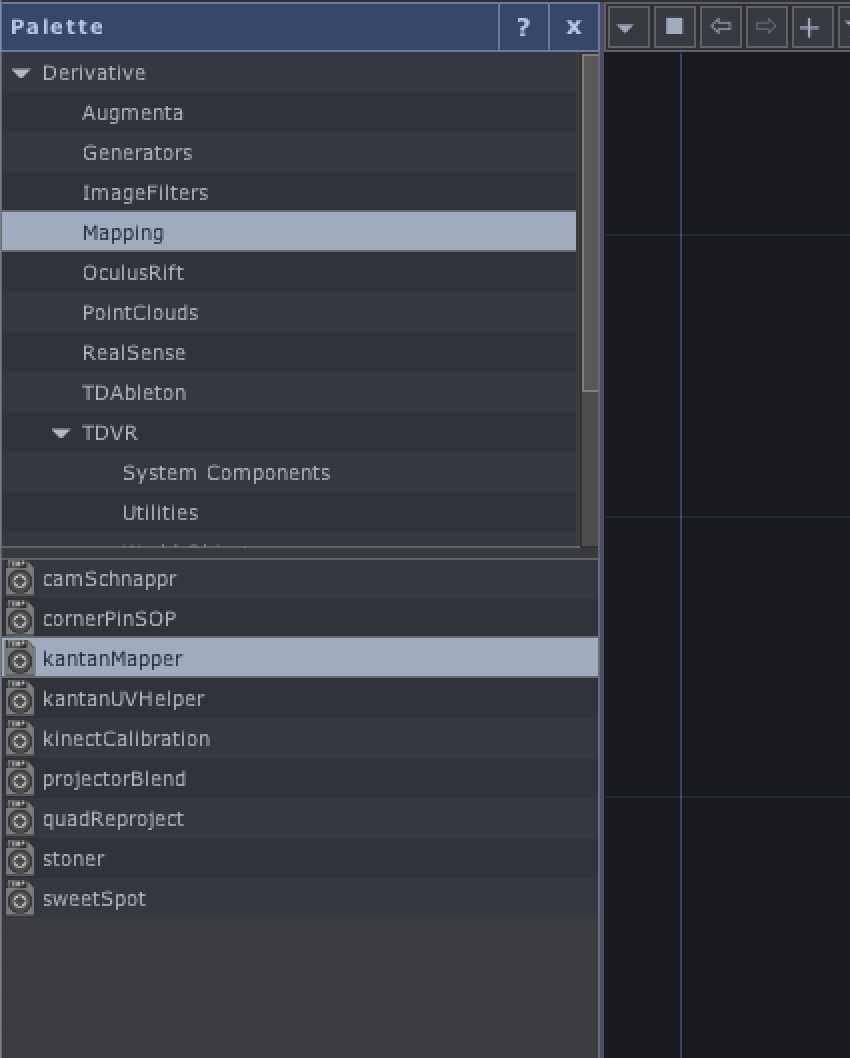 Palette ? x
Derivative
Augmenta
Generators
ImageFilters
Mapping
OculusRift
PointClouds
RealSense
TDAbleton
TDVR
System Components
Utilities
camSchnappr
cornerPinSOP
kantanMapper
kantanUVHelper
kinectCalibration
projectorBlend
quadReproject
stoner
sweetSpot